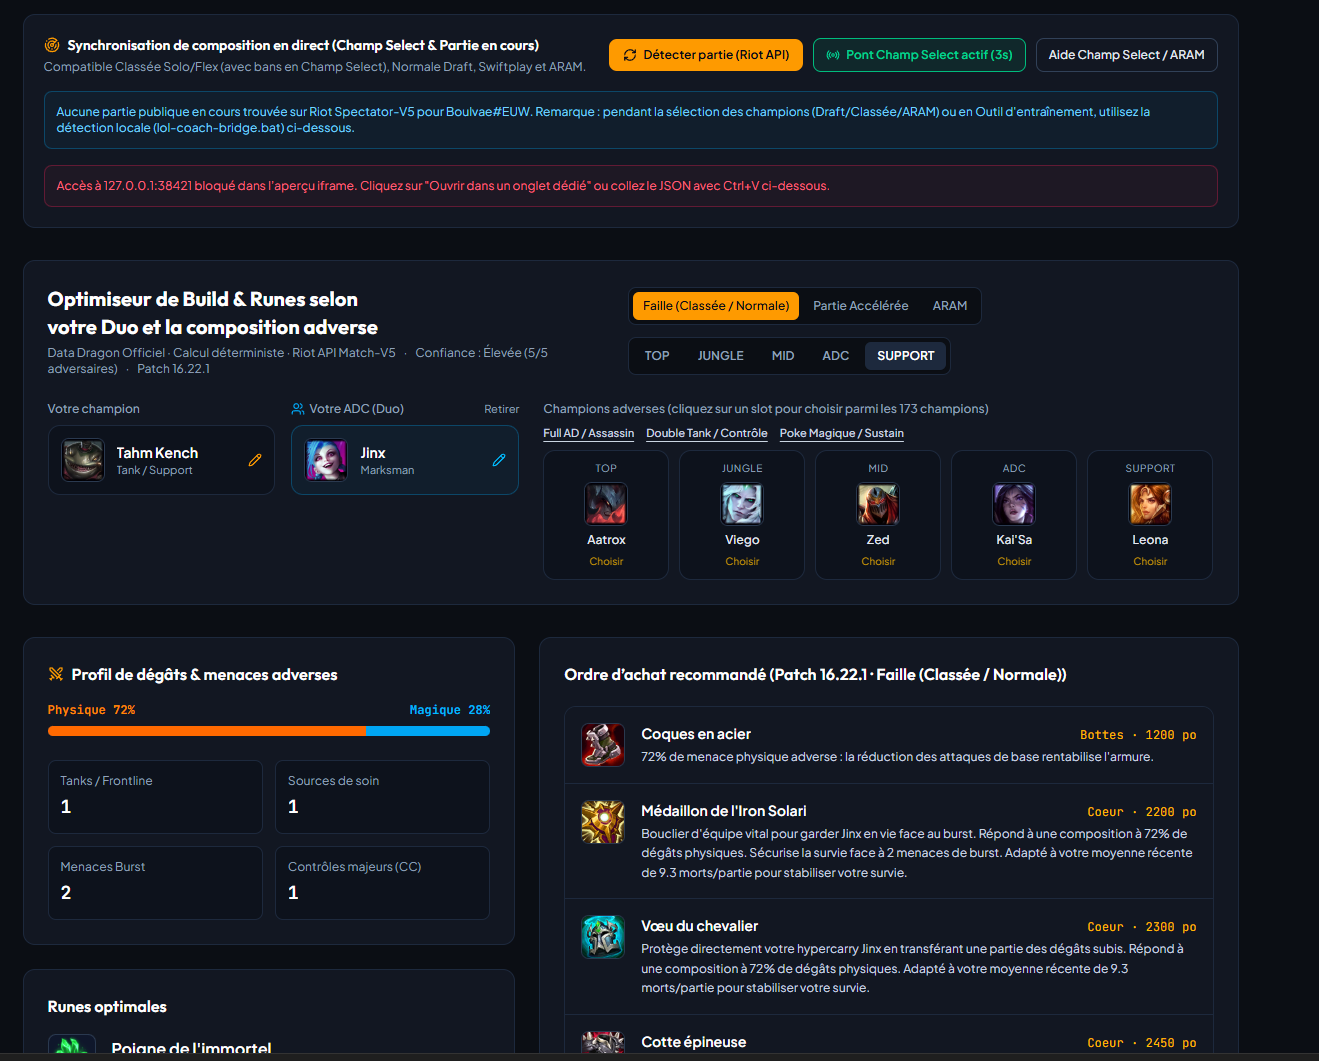 Synchronisation de composition en direct (Champ Select & Partie en cours)
Compatible Classée Solo/Flex (avec bans en Champ Select), Normale Draft, Swiftplay et ARAM.
Détecter partie (Riot API)
Pont Champ Select actif (3s)
Aide Champ Select / ARAM
Aucune partie publique en cours trouvée sur Riot Spectator-V5 pour Boulvae#EUW. Remarque : pendant la sélection des champions (Draft/Classée/ARAM) ou en Outil d'entraînement, utilisez la
détection locale (lol-coach-bridge.bat) ci-dessous.
Accès à 127.0.0.1:38421 bloqué dans l'aperçu iframe. Cliquez sur "Ouvrir dans un onglet dédié" ou collez le JSON avec Ctrl+V ci-dessous.
Optimiseur de Build & Runes selon
votre Duo et la composition adverse
Data Dragon Officiel · Calcul déterministe · Riot API Match-V5 · Confiance : Élevée (5/5
adversaires) · Patch 16.22.1
Faille (Classée / Normale)
Partie Accélérée
ARAM
TOP
JUNGLE
MID
ADC
SUPPORT
Votre champion
Tahm Kench
Tank / Support
Votre ADC (Duo)
Retirer
Jinx
Marksman
Champions adverses (cliquez sur un slot pour choisir parmi les 173 champions)
Full AD / Assassin
Double Tank / Contrôle
Poke Magique / Sustain
TOP
Aatrox
Choisir
JUNGLE
Viego
Choisir
MID
Zed
Choisir
ADC
Kai'Sa
Choisir
SUPPORT
Leona
Choisir
Profil de dégâts & menaces adverses
Physique 72%
Magique 28%
Tanks / Frontline
1
Sources de soin
1
Menaces Burst
2
Contrôles majeurs (CC)
1
Runes optimales
Poigne de l'immortel
Ordre d’achat recommandé (Patch 16.22.1 · Faille (Classée / Normale))
Coques en acier
Bottes · 1200 po
72% de menace physique adverse : la réduction des attaques de base rentabilise l'armure.
Médaillon de l'Iron Solari
Coeur · 2200 po
Bouclier d'équipe vital pour garder Jinx en vie face au burst. Répond à une composition à 72% de
dégâts physiques. Sécurise la survie face à 2 menaces de burst. Adapté à votre moyenne récente
de 9.3 morts/partie pour stabiliser votre survie.
Vœu du chevalier
Coeur · 2300 po
Protège directement votre hypercarry Jinx en transférant une partie des dégâts subis. Répond à
une composition à 72% de dégâts physiques. Adapté à votre moyenne récente de 9.3
morts/partie pour stabiliser votre survie.
Cotte épineuse
Coeur · 2450 po